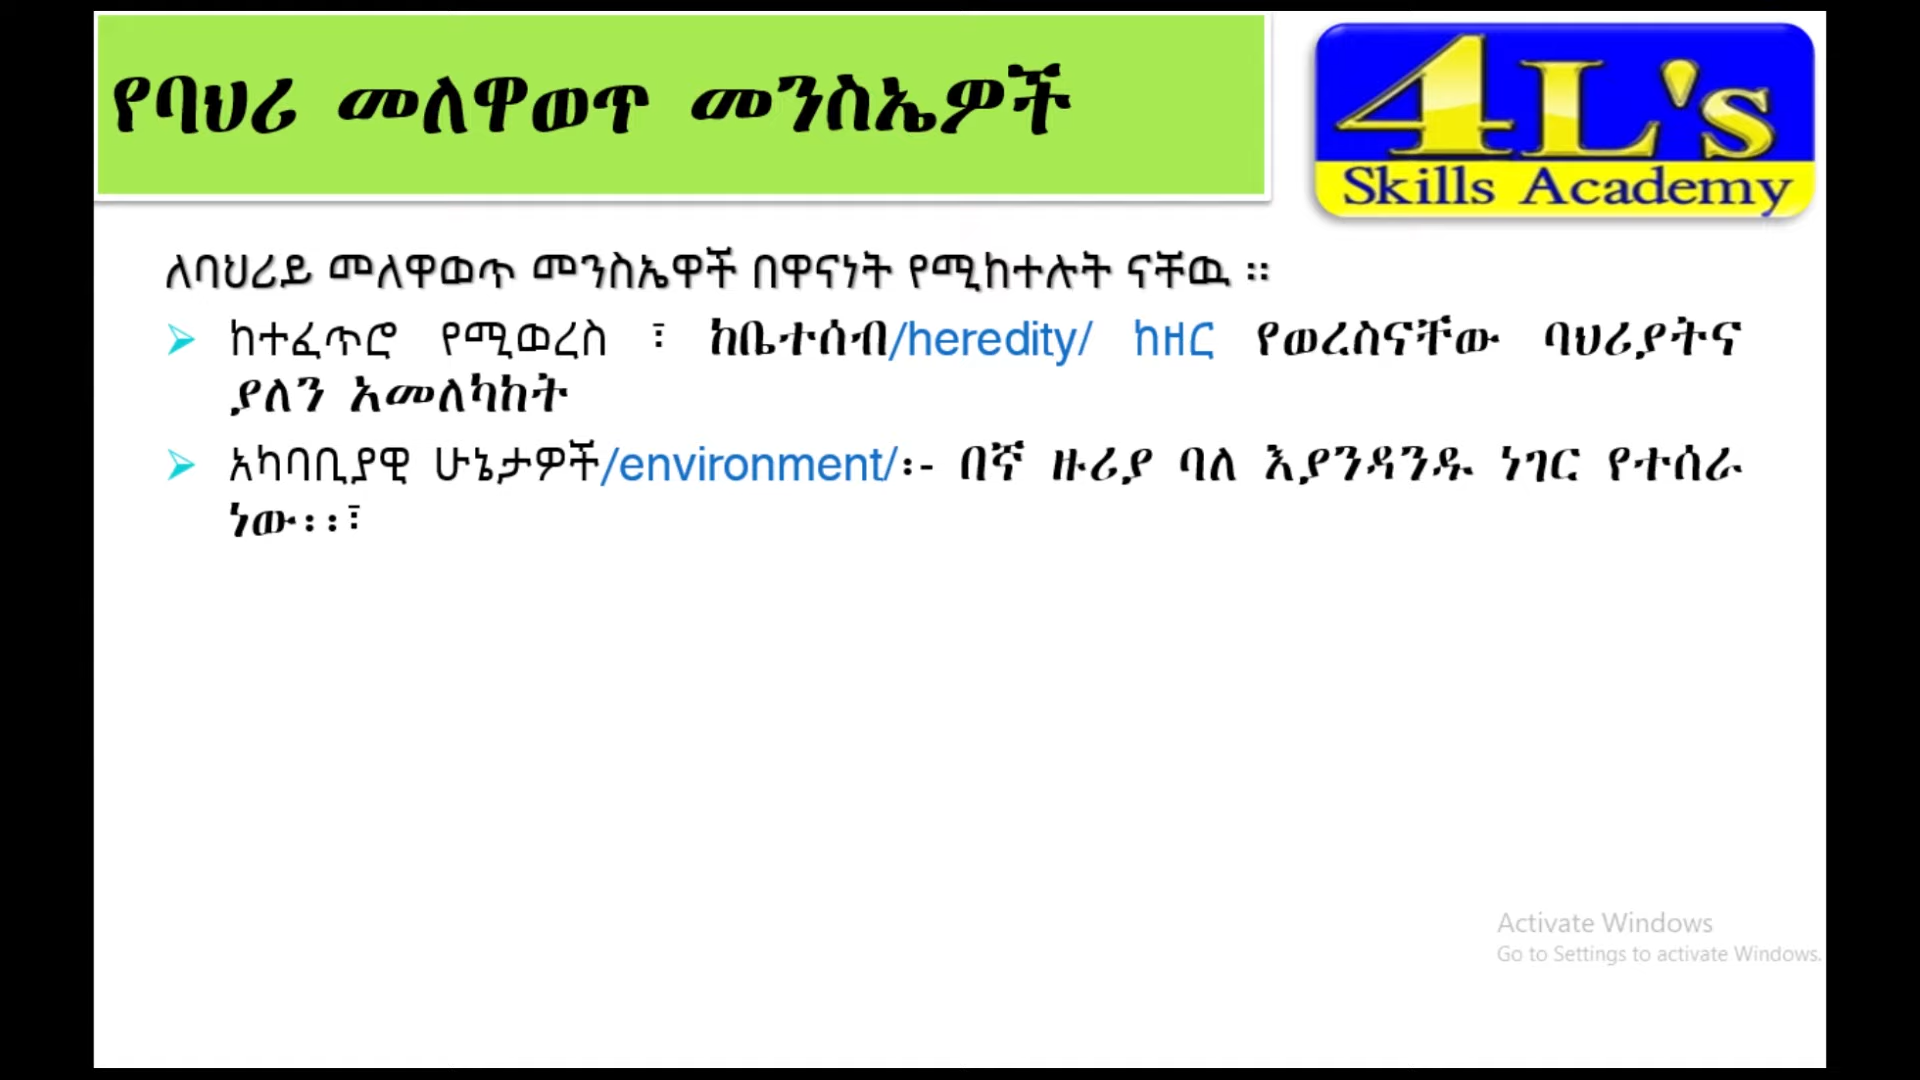 የባህሪ መለዋወጥ መንስኤዎች
4L's
Skills Academy
ለባህሪይ መለዋወጥ መንስኤዋች በዋናነት የሚከተሉት ናቸዉ ።
ከተፈጥሮ የሚወረስ ፣ ከቤተሰብ/heredity/ ከዘር የወረስናቸው ባህሪያትና
ያለን አመለካከት
አካባቢያዊ ሁኔታዎች/environment/፡- በኛ ዙሪያ ባለ እያንዳንዱ ነገር የተሰራ
ነው፡፡፣
Activate Windows
Go to Settings to activate Windows.